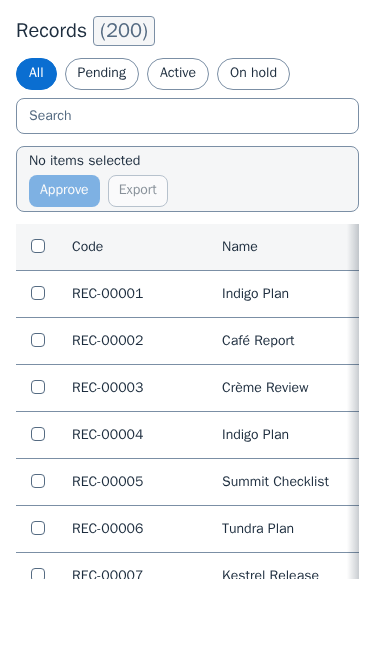 Records (200)
All Pending Active On hold
Search
No items selected
Approve Export
Code Name
REC-00001 Indigo Plan
REC-00002 Café Report
REC-00003 Crème Review
REC-00004 Indigo Plan
REC-00005 Summit Checklist
REC-00006 Tundra Plan
REC-00007 Kestrel Release